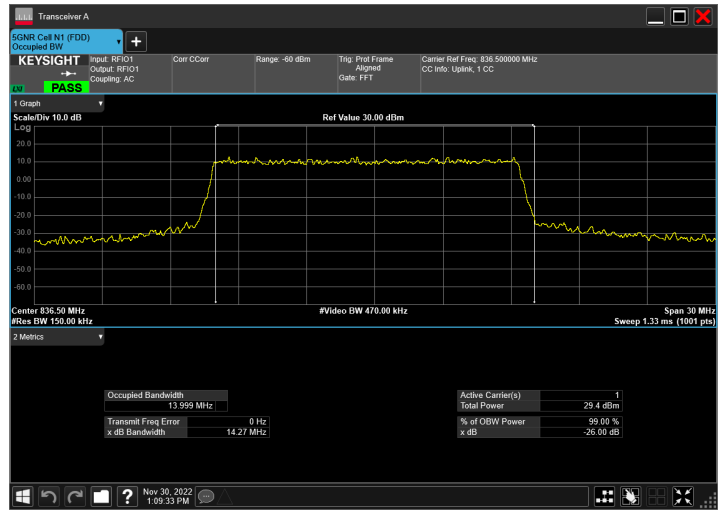 Transceiver A
5GNR Cell N1 (FDD)
Occupied BW
KEYSIGHT
LXI
PASS
Input: RFIO1
Output: RFIO1
Coupling: AC
Corr CCorr
Range: -60 dBm
Trig: Prot Frame
Aligned
Gate: FFT
Carrier Ref Freq: 836.500000 MHz
CC Info: Uplink, 1 CC
1 Graph
Scale/Div 10.0 dB
Ref Value 30.00 dBm
Log
20.0
10.0
0.00
-10.0
-20.0
-30.0
-40.0
-50.0
-60.0
Center 836.50 MHz
#Video BW 470.00 kHz
Span 30 MHz
#Res BW 150.00 kHz
Sweep 1.33 ms (1001 pts)
2 Metrics
Occupied Bandwidth
13.999 MHz
Transmit Freq Error 0 Hz
x dB Bandwidth 14.27 MHz
Active Carrier(s) 1
Total Power 29.4 dBm
% of OBW Power 99.00 %
x dB -26.00 dB
?
Nov 30, 2022
1:09:33 PM